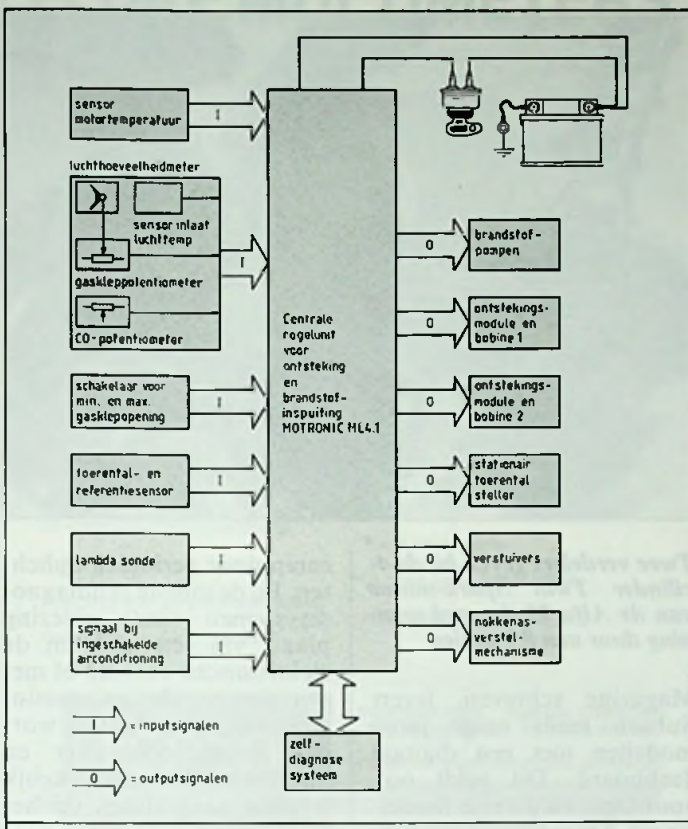 sensor
motortemperatuur
I
luchthoeveelheidmeter
sensor inlaat
luchttemp
gaskleppotentiometer
CO-potentiometer
I
schakelaar voor
min. en max.
gasklepopening
I
toerental- en
referentiesensor
I
lambda sonde
I
signaal bij
ingeschakelde
airconditioning
I
I = inputsignalen
O = outputsignalen
Centrale
regelunit
voor
ontsteking
en
brandstof-
inspuiting
MOTRONIC ML4.1
O
brandstof-
pompen
O
ontstekings-
module en
bobine 1
O
ontstekings-
module en
bobine 2
O
stationair
toerental
steller
O
verstuivers
O
nokkenas-
verstel-
mechanisme
zelf-
diagnose
systeem